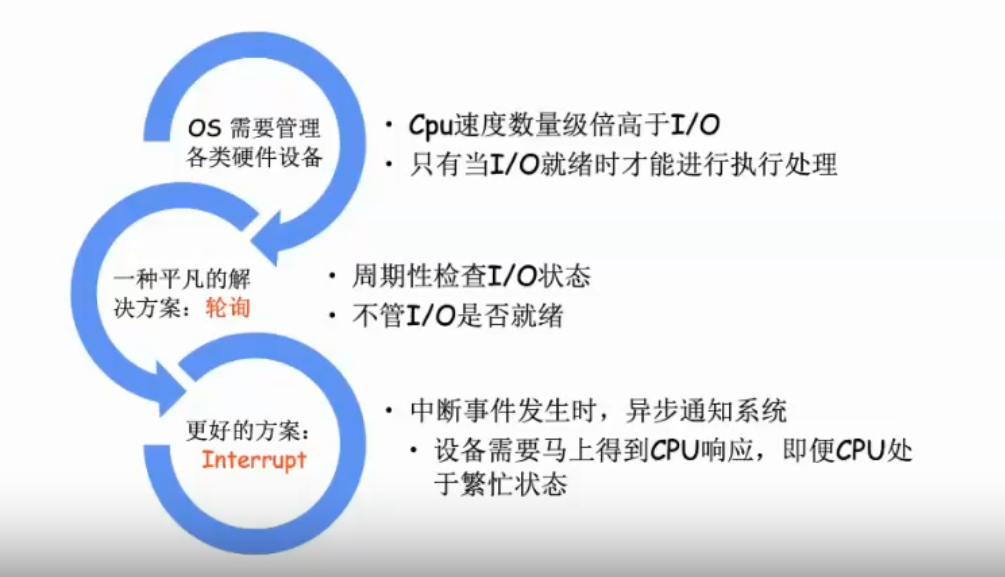 OS 需要管理
各类硬件设备
• Cpu速度数量级倍高于I/O
• 只有当I/O就绪时才能进行执行处理
一种平凡的解
决方案：轮询
• 周期性检查I/O状态
• 不管I/O是否就绪
更好的方案：
Interrupt
• 中断事件发生时，异步通知系统
• 设备需要马上得到CPU响应，即便CPU处
于繁忙状态